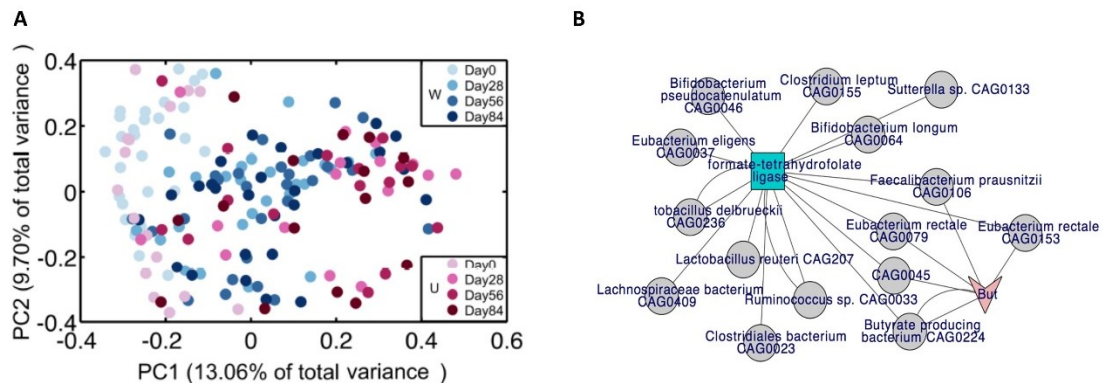 A
PC2 (9.70% of total variance)
0.4
0.2
0
-0.2
-0.4
-0.4
-0.2
0
0.2
0.4
0.6
PC1 (13.06% of total variance )
W
Day0
Day28
Day56
Day84
U
Day0
Day28
Day56
Day84
B
Bifidobacterium
pseudocatenulatum
CAG0046
Clostridium leptum
CAG0155
Sutterella sp. CAG0133
Eubacterium eligens
CAG0037
Bifidobacterium longum
CAG0064
formate-tetrahydrofolate
ligase
Faecalibacterium prausnitzii
CAG0106
tobacillus delbrueckii
CAG0236
Eubacterium rectale
CAG0079
Eubacterium rectale
CAG0153
Lactobacillus reuteri CAG207
CAG0045
Lachnospiraceae bacterium
CAG0409
Ruminococcus sp. CAG0033
But
Clostridiales bacterium
CAG0023
Butyrate producing
bacterium CAG0224